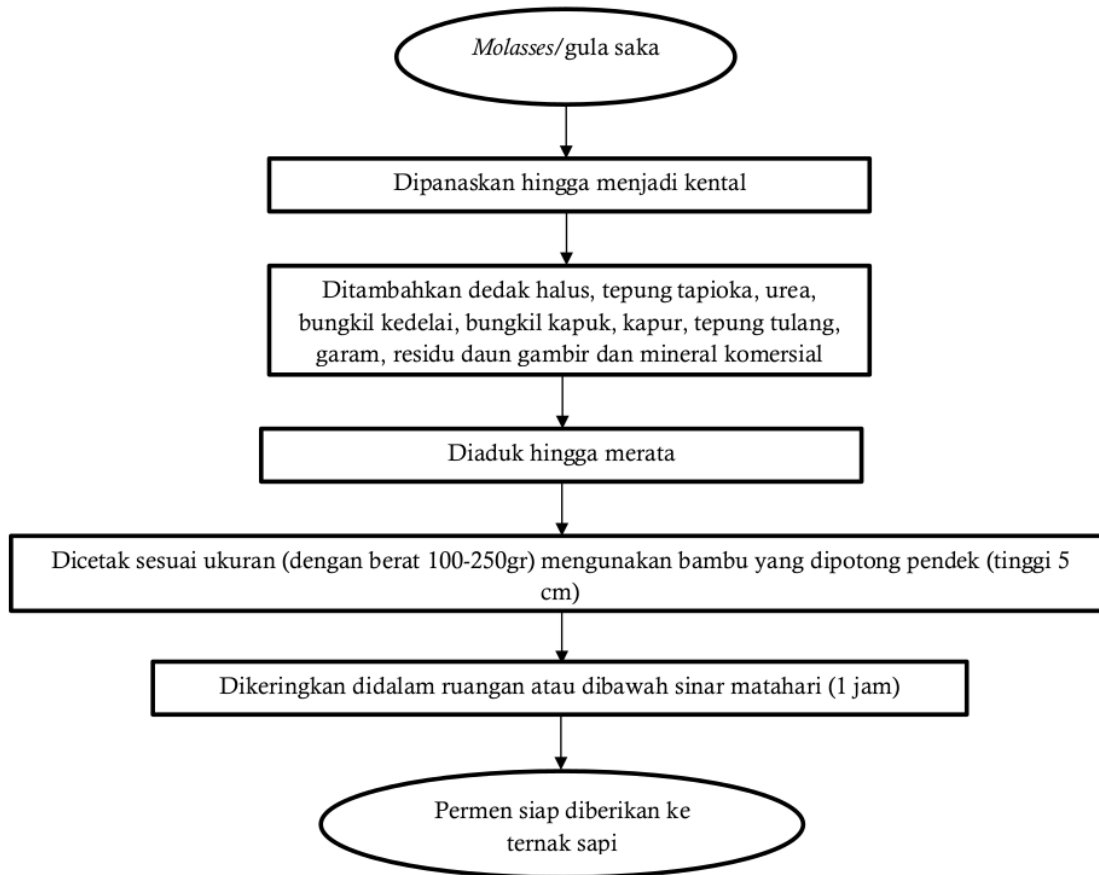 Molasses/gula saka
Dipanaskan hingga menjadi kental
Ditambahkan dedak halus, tepung tapioka, urea,
bungkil kedelai, bungkil kapuk, kapur, tepung tulang,
garam, residu daun gambir dan mineral komersial
Diaduk hingga merata
Dicetak sesuai ukuran (dengan berat 100-250gr) mengunakan bambu yang dipotong pendek (tinggi 5
cm)
Dikeringkan didalam ruangan atau dibawah sinar matahari (1 jam)
Permen siap diberikan ke
ternak sapi